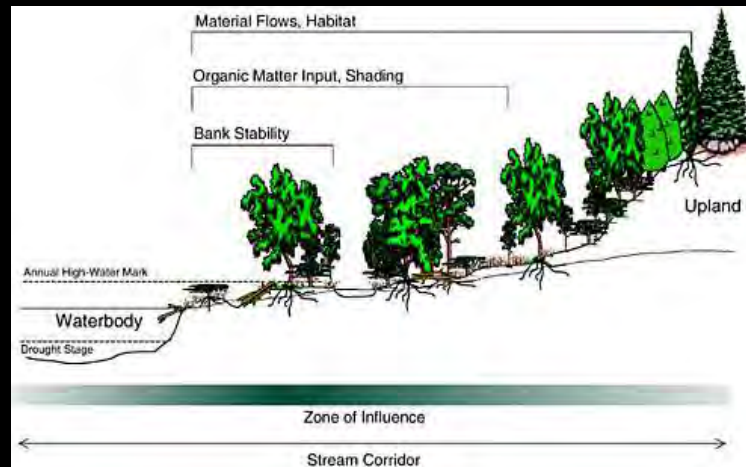 Material Flows, Habitat
Organic Matter Input, Shading
Bank Stability
Upland
Annual High-Water Mark
Waterbody
Drought Stage
Zone of Influence
Stream Corridor